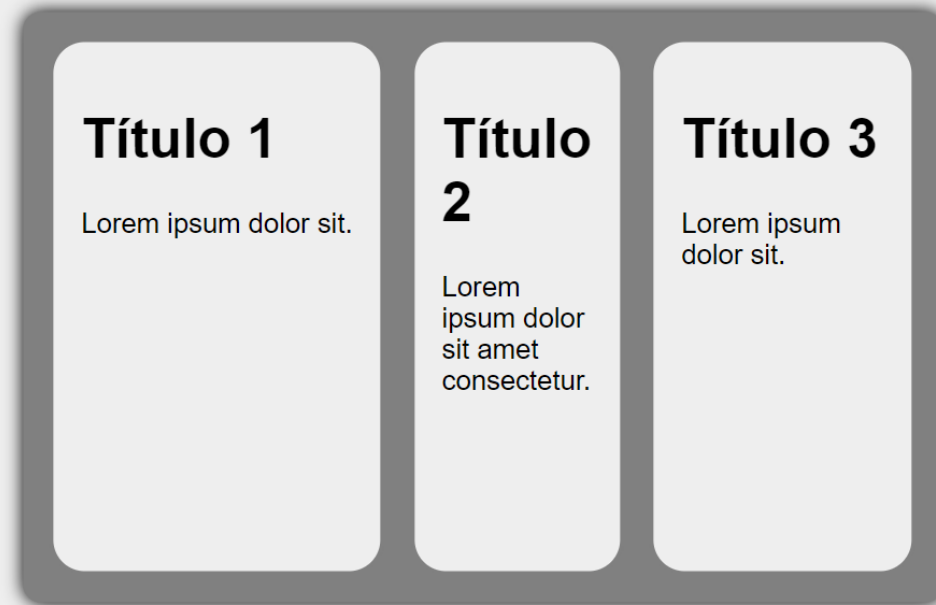 Título 1
Lorem ipsum dolor sit.
Título
2
Lorem
ipsum dolor
sit amet
consectetur.
Título 3
Lorem ipsum
dolor sit.